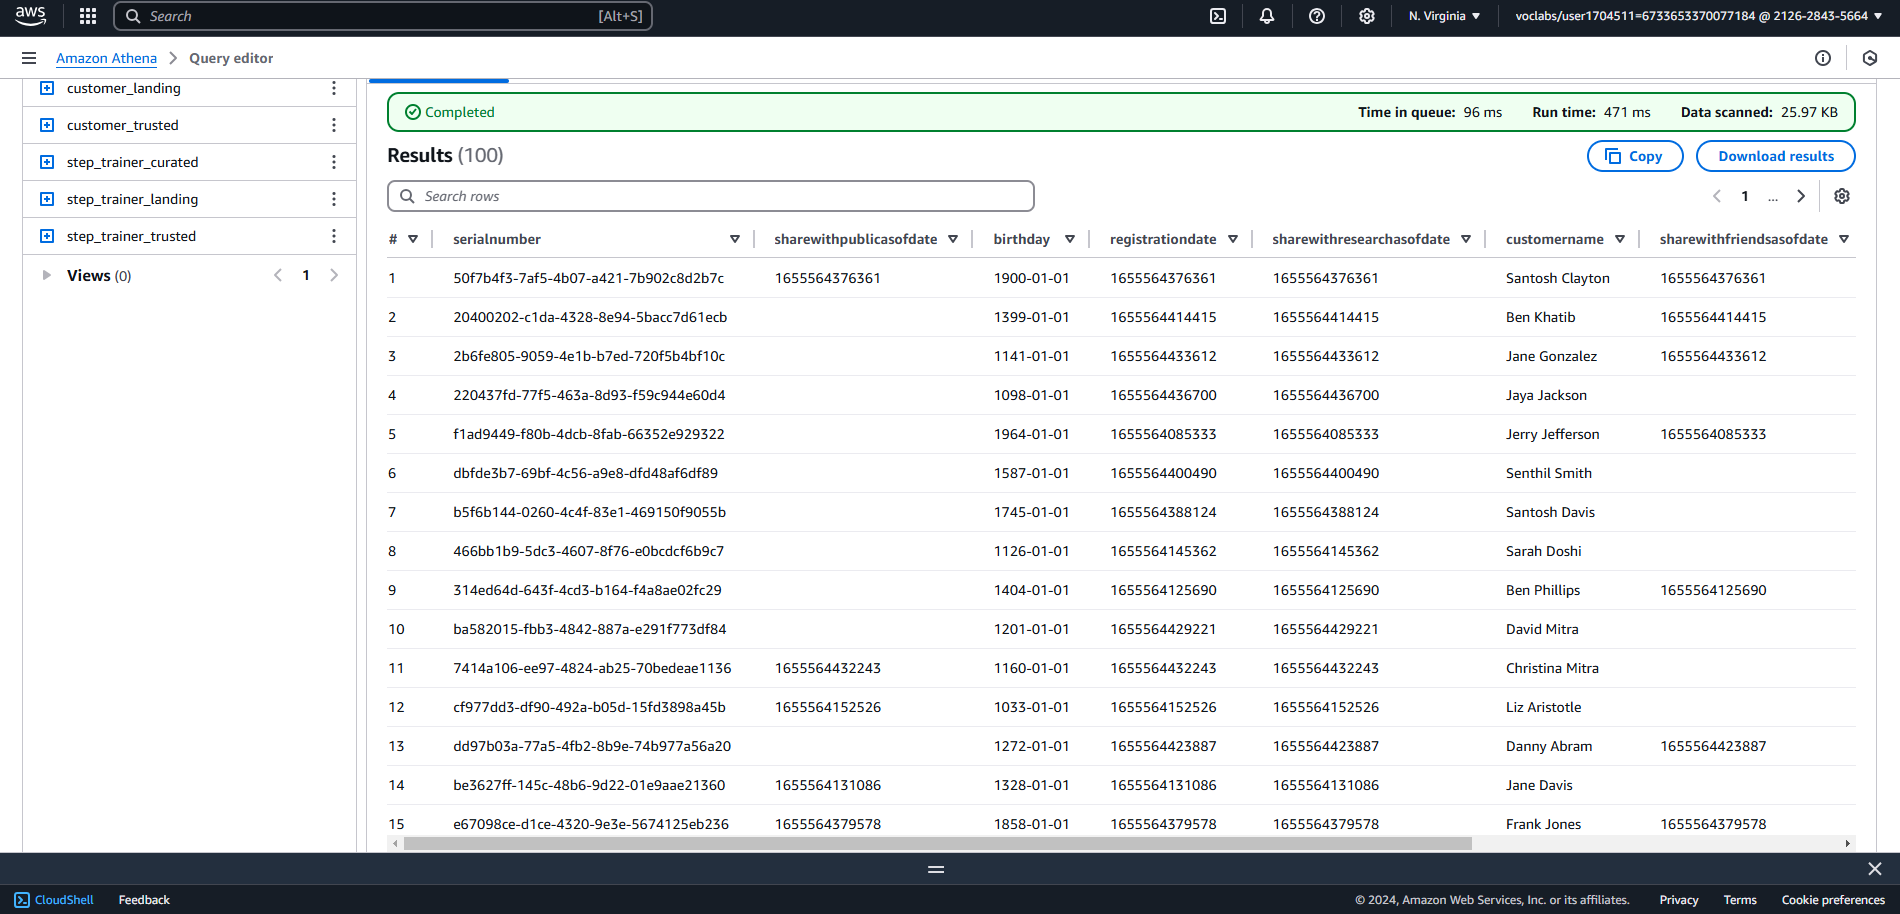 aws Search [Alt+S] N. Virginia voclabs/user1704511=6733653370077184 @ 2126-2843-5664
Amazon Athena Query editor
customer_landing
customer_trusted
step_trainer_curated
step_trainer_landing
step_trainer_trusted
Views (0) 1
Completed Time in queue: 96 ms Run time: 471 ms Data scanned: 25.97 KB
Results (100) Copy Download results
Search rows 1 ...
# serialnumber sharewithpublicasofdate birthday registrationdate sharewithresearchasofdate customername sharewithfriendsasofdate
1 50f7b4f3-7af5-4b07-a421-7b902c8d2b7c 1655564376361 1900-01-01 1655564376361 1655564376361 Santosh Clayton 1655564376361
2 20400202-c1da-4328-8e94-5bacc7d61ecb 1399-01-01 1655564414415 1655564414415 Ben Khatib 1655564414415
3 2b6fe805-9059-4e1b-b7ed-720f5b4bf10c 1141-01-01 1655564433612 1655564433612 Jane Gonzalez 1655564433612
4 220437fd-77f5-463a-8d93-f59c944e60d4 1098-01-01 1655564436700 1655564436700 Jaya Jackson
5 f1ad9449-f80b-4dcb-8fab-66352e929322 1964-01-01 1655564085333 1655564085333 Jerry Jefferson 1655564085333
6 dbfde3b7-69bf-4c56-a9e8-dfd48af6df89 1587-01-01 1655564400490 1655564400490 Senthil Smith
7 b5f6b144-0260-4c4f-83e1-469150f9055b 1745-01-01 1655564388124 1655564388124 Santosh Davis
8 466bb1b9-5dc3-4607-8f76-e0bcdcf6b9c7 1126-01-01 1655564145362 1655564145362 Sarah Doshi
9 314ed64d-643f-4cd3-b164-f4a8ae02fc29 1404-01-01 1655564125690 1655564125690 Ben Phillips 1655564125690
10 ba582015-fbb3-4842-887a-e291f773df84 1201-01-01 1655564429221 1655564429221 David Mitra
11 7414a106-ee97-4824-ab25-70bedeae1136 1655564432243 1160-01-01 1655564432243 1655564432243 Christina Mitra
12 cf977dd3-df90-492a-b05d-15fd3898a45b 1655564152526 1033-01-01 1655564152526 1655564152526 Liz Aristotle
13 dd97b03a-77a5-4fb2-8b9e-74b977a56a20 1272-01-01 1655564423887 1655564423887 Danny Abram 1655564423887
14 be3627ff-145c-48b6-9d22-01e9aae21360 1655564131086 1328-01-01 1655564131086 1655564131086 Jane Davis
15 e67098ce-d1ce-4320-9e3e-5674125eb236 1655564379578 1858-01-01 1655564379578 1655564379578 Frank Jones 1655564379578
CloudShell Feedback © 2024, Amazon Web Services, Inc. or its affiliates. Privacy Terms Cookie preferences